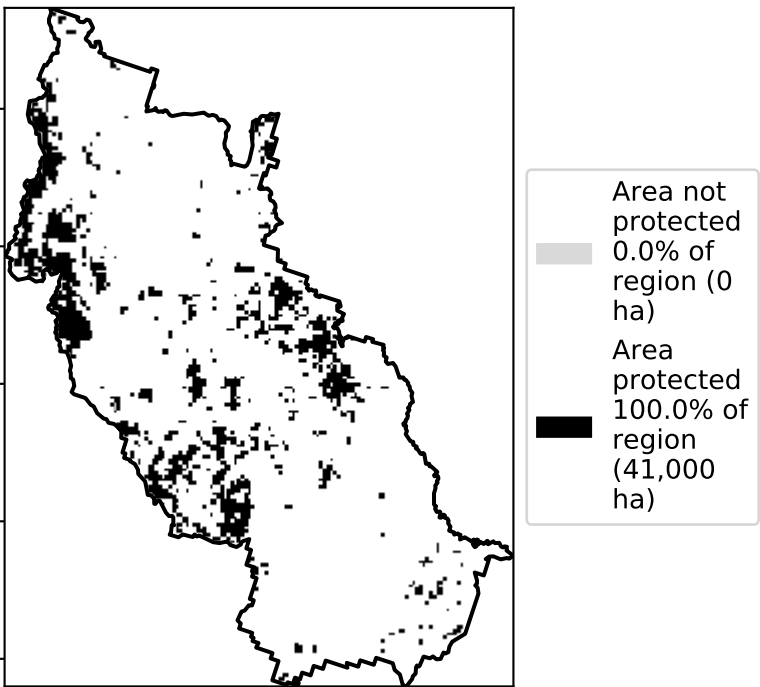 Area not
protected
0.0% of
region (0
ha)
Area
protected
100.0% of
region
(41,000
ha)